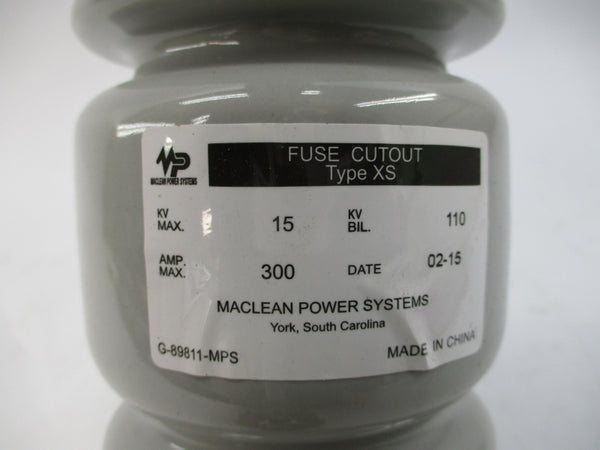 MP
MACLEAN POWER SYSTEMS
FUSE CUTOUT
Type XS
KV MAX. 15 KV BIL. 110
AMP. MAX. 300 DATE 02-15
MACLEAN POWER SYSTEMS
York, South Carolina
G-89811-MPS MADE IN CHINA